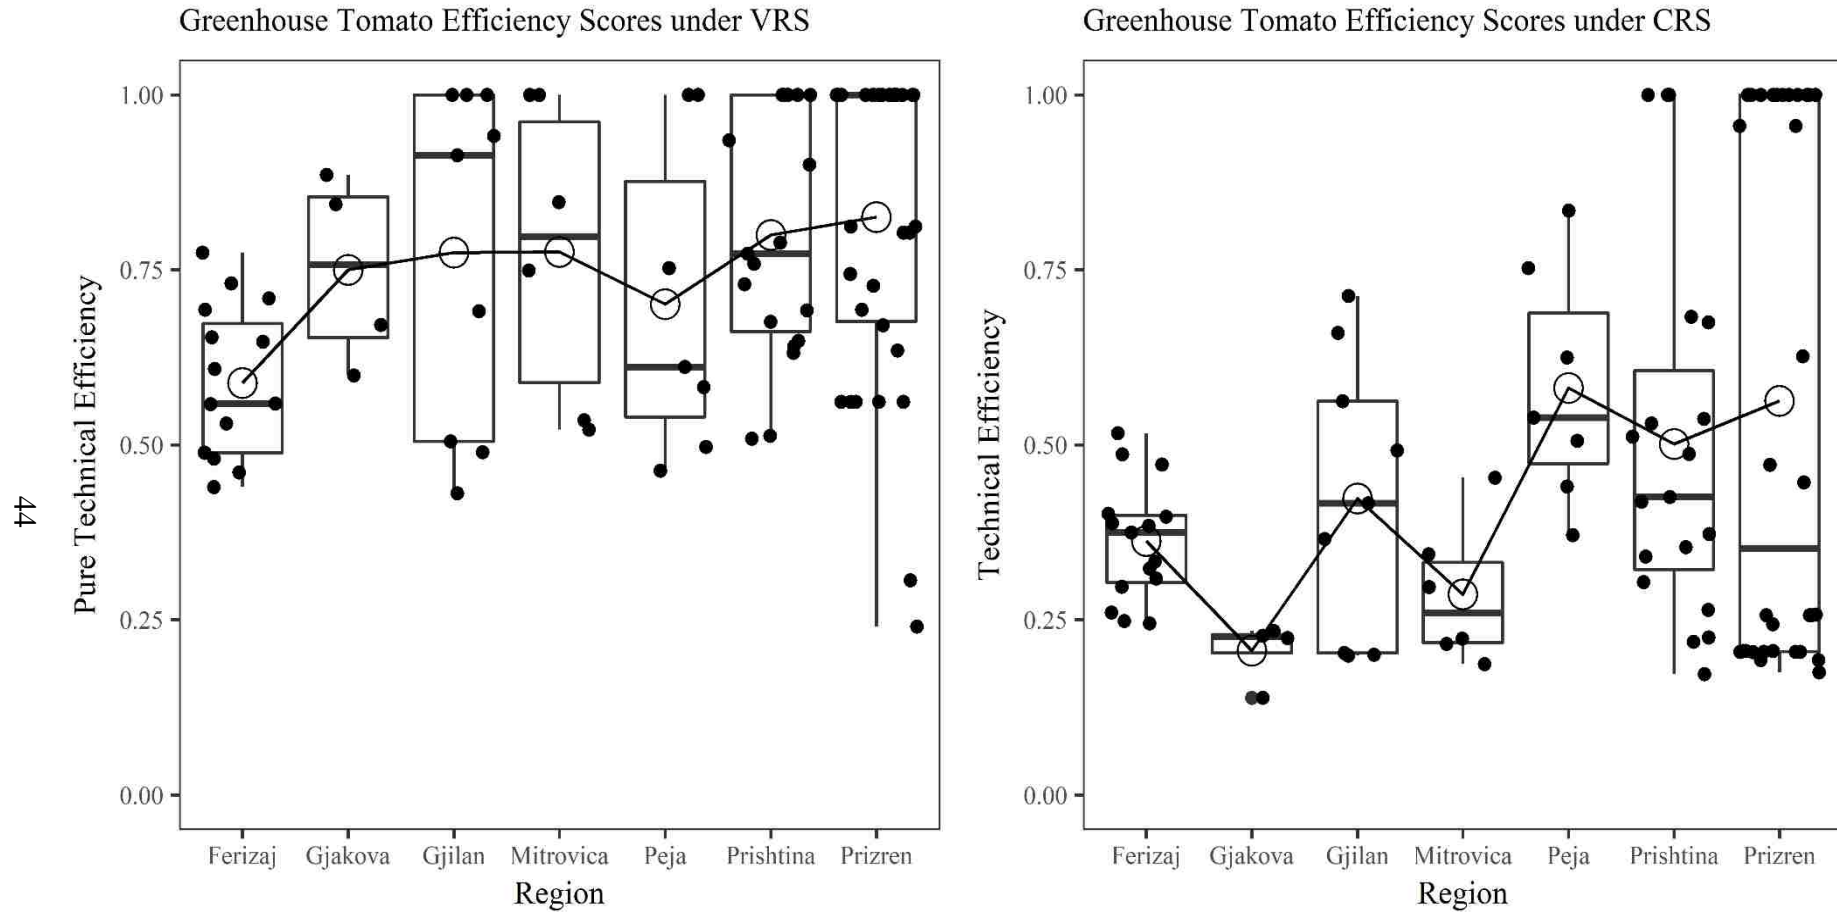 Greenhouse Tomato Efficiency Scores under VRS
Pure Technical Efficiency
1.00
0.75
0.50
0.25
0.00
Ferizaj Gjakova Gjilan Mitrovica Peja Prishtina Prizren
Region
Greenhouse Tomato Efficiency Scores under CRS
Technical Efficiency
1.00
0.75
0.50
0.25
0.00
Ferizaj Gjakova Gjilan Mitrovica Peja Prishtina Prizren
Region
44